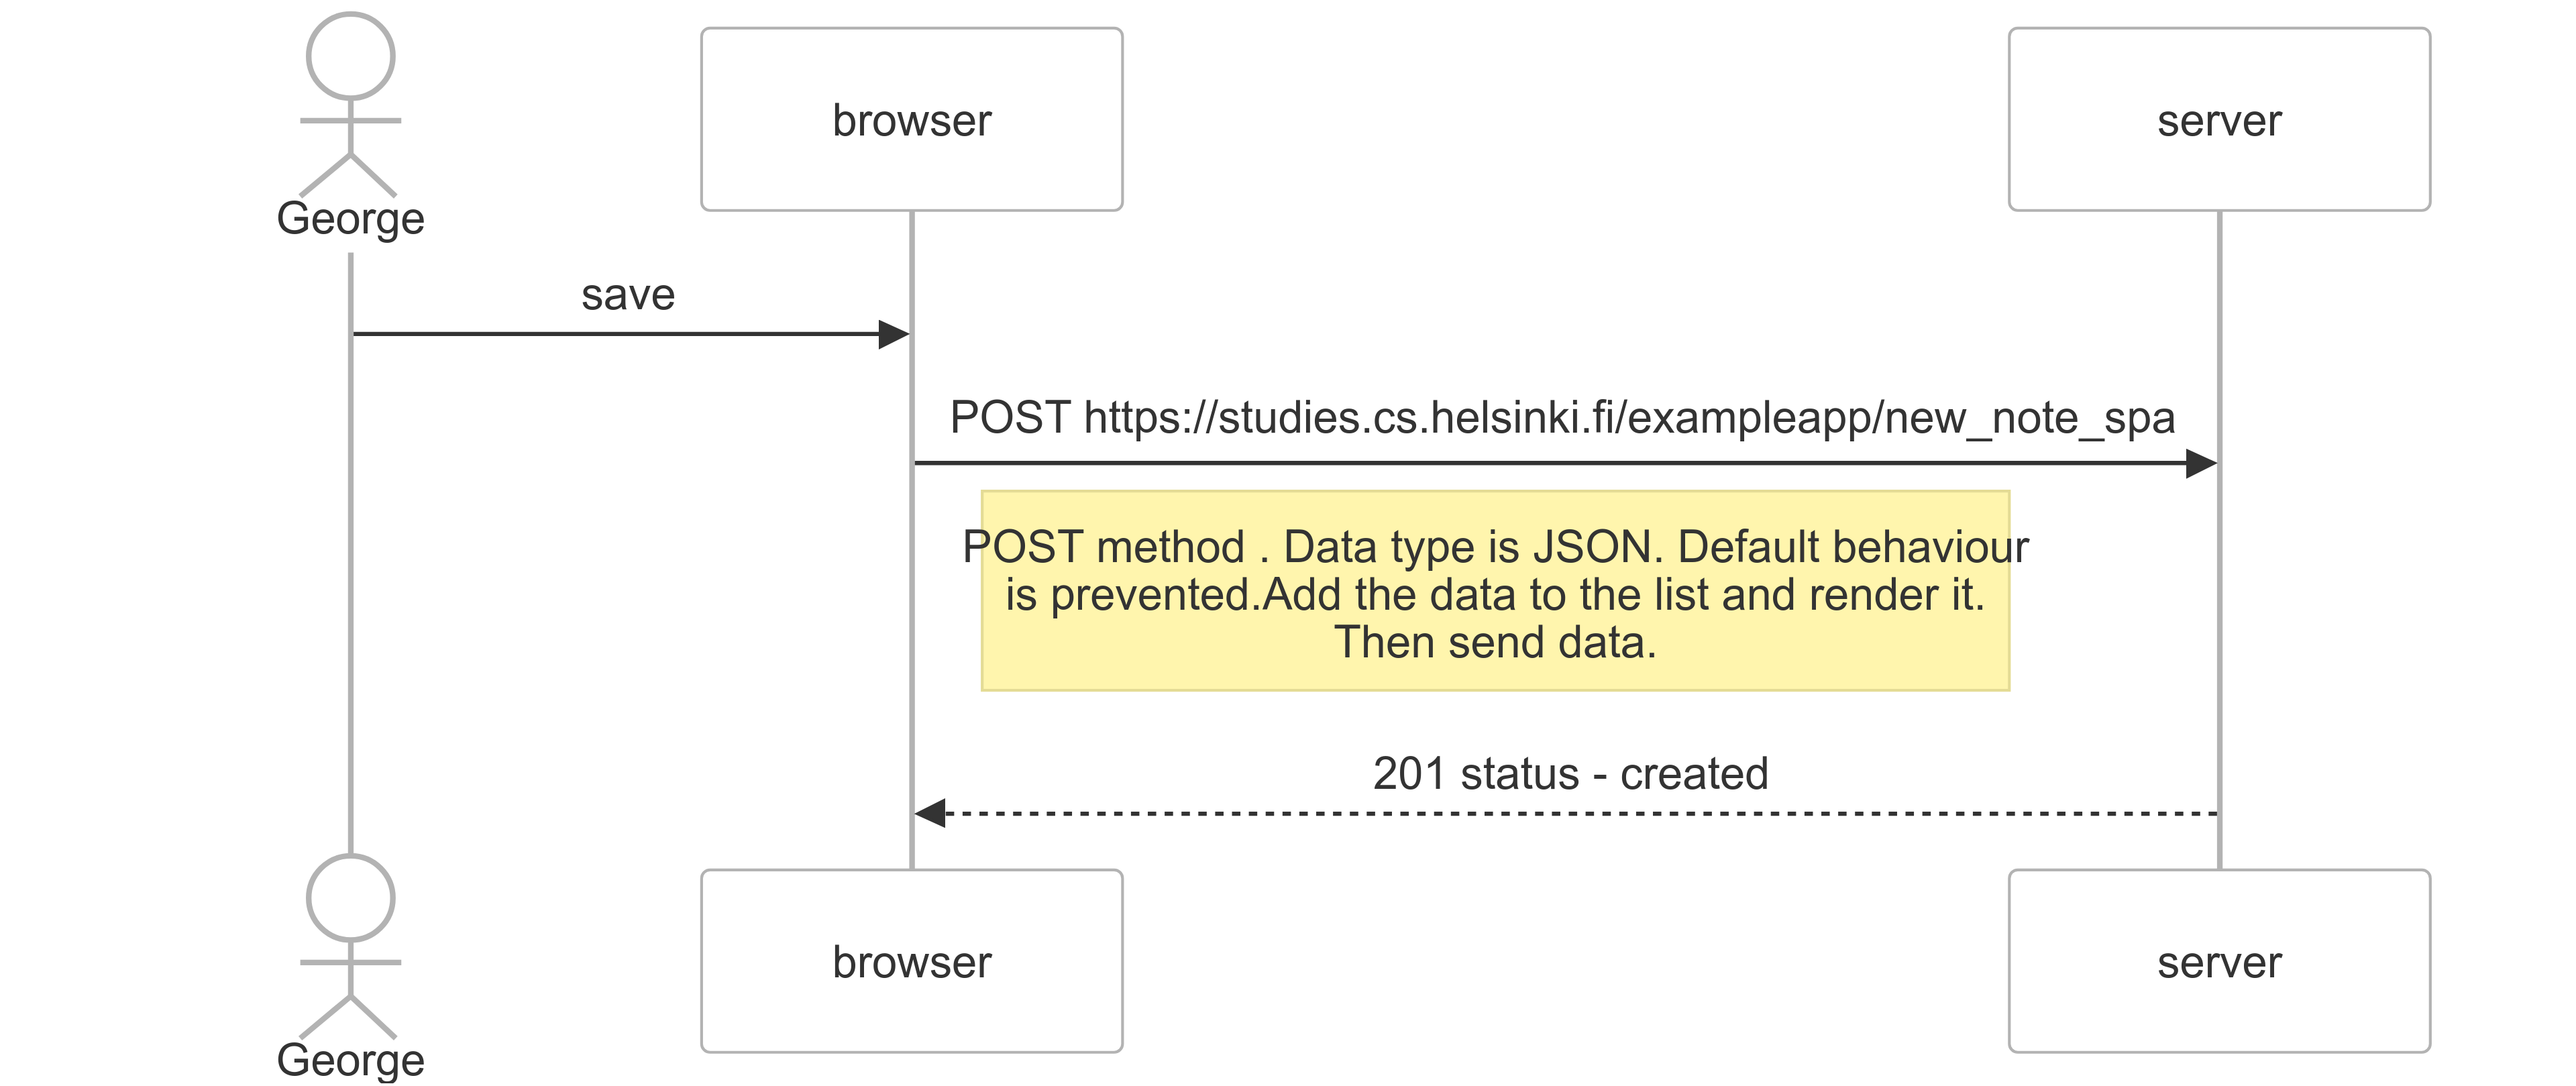 George
browser
server
save
POST https://studies.cs.helsinki.fi/exampleapp/new_note_spa
POST method . Data type is JSON. Default behaviour
is prevented.Add the data to the list and render it.
Then send data.
201 status - created
George
browser
server